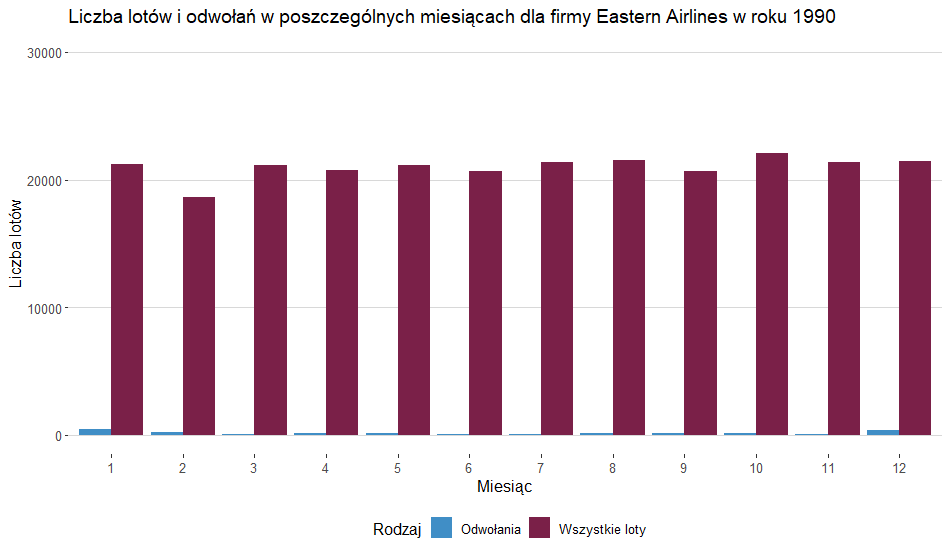 Liczba lotów i odwołań w poszczególnych miesiącach dla firmy Eastern Airlines w roku 1990
30000
20000
10000
0
Liczba lotów
1 2 3 4 5 6 7 8 9 10 11 12
Miesiąc
Rodzaj Odwołania Wszystkie loty